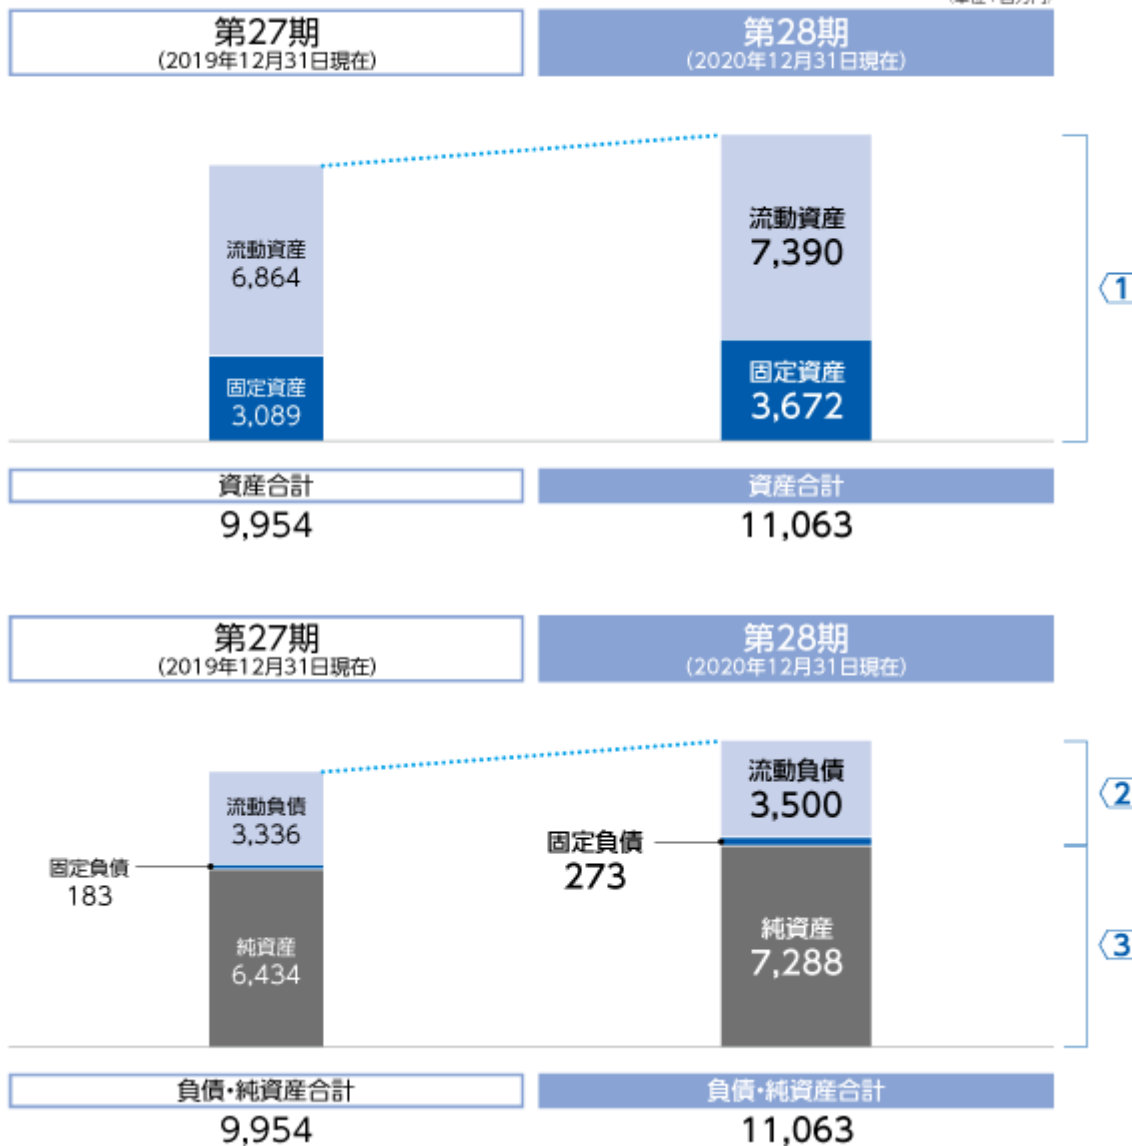 第27期
(2019年12月31日現在)
第28期
(2020年12月31日現在)
流動資産
6,864
固定資産
3,089
流動資産
7,390
固定資産
3,672
1
資産合計
9,954
資産合計
11,063
第27期
(2019年12月31日現在)
第28期
(2020年12月31日現在)
流動負債
3,336
固定負債
183
純資産
6,434
流動負債
3,500
固定負債
273
純資産
7,288
2
3
負債・純資産合計
9,954
負債・純資産合計
11,063